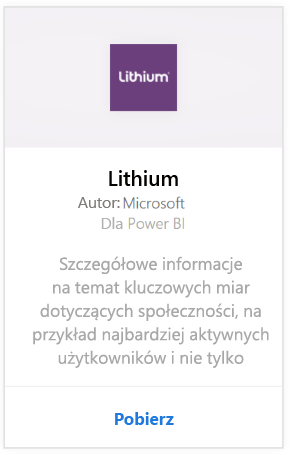 Lithium
Lithium
Autor: Microsoft
Dla Power BI
Szczegółowe informacje
na temat kluczowych miar
dotyczących społeczności, na
przykład najbardziej aktywnych
użytkowników i nie tylko
Pobierz